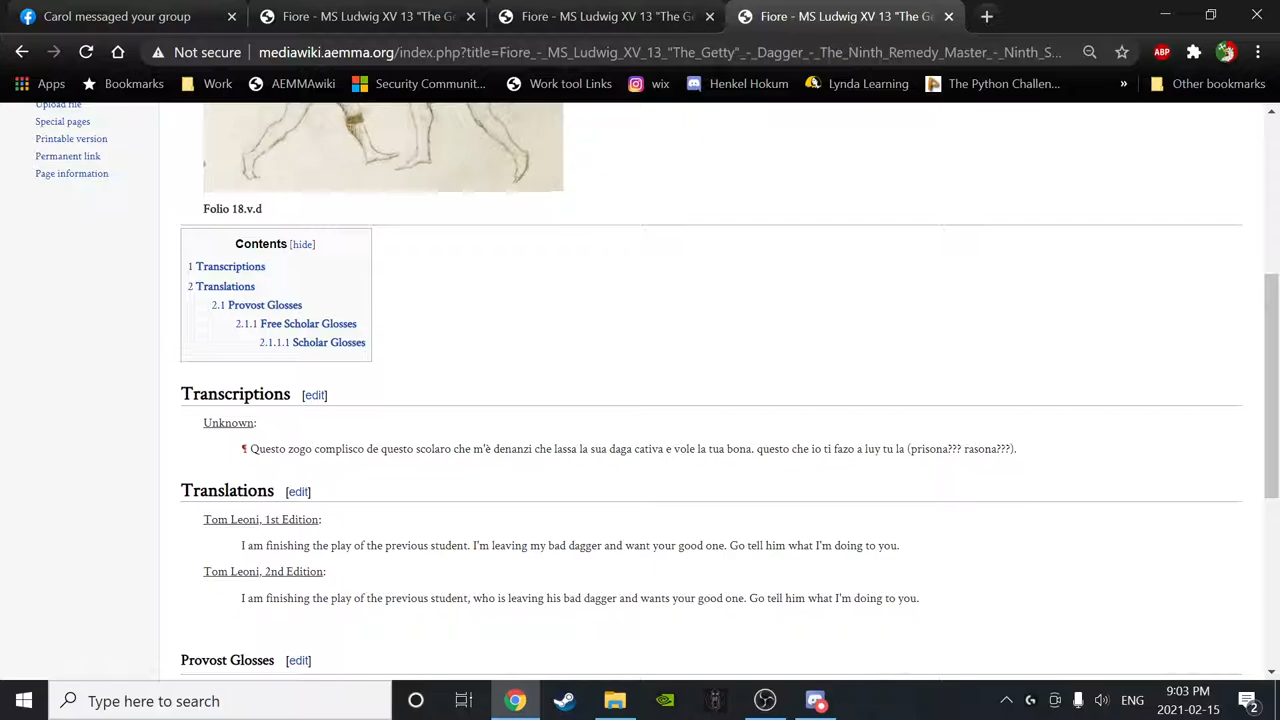 Carol messaged your group
Fiore - MS Ludwig XV 13 "The Ge
Fiore - MS Ludwig XV 13 "The Ge
Fiore - MS Ludwig XV 13 "The Ge
Not secure
mediawiki.aemma.org/index.php?title=Fiore_-_MS_Ludwig_XV_13_"The_Getty"_-_Dagger_-_The_Ninth_Remedy_Master_-_Ninth_S...
ABP
Apps
Bookmarks
Work
AEMMAwiki
Security Communit...
Work tool Links
wix
Henkel Hokum
Lynda Learning
The Python Challen...
»
Other bookmarks
Upload file
Special pages
Printable version
Permanent link
Page information
Folio 18.v.d
Contents [hide]
1 Transcriptions
2 Translations
2.1 Provost Glosses
2.1.1 Free Scholar Glosses
2.1.1.1 Scholar Glosses
Transcriptions [edit]
Unknown:
¶ Questo zogo complisco de questo scolaro che m'è denanzi che lassa la sua daga cativa e vole la tua bona. questo che io ti fazo a luy tu la (prisona??? rasona???).
Translations [edit]
Tom Leoni, 1st Edition:
I am finishing the play of the previous student. I'm leaving my bad dagger and want your good one. Go tell him what I'm doing to you.
Tom Leoni, 2nd Edition:
I am finishing the play of the previous student, who is leaving his bad dagger and wants your good one. Go tell him what I'm doing to you.
Provost Glosses [edit]
Type here to search
ENG
9:03 PM
2021-02-15
2